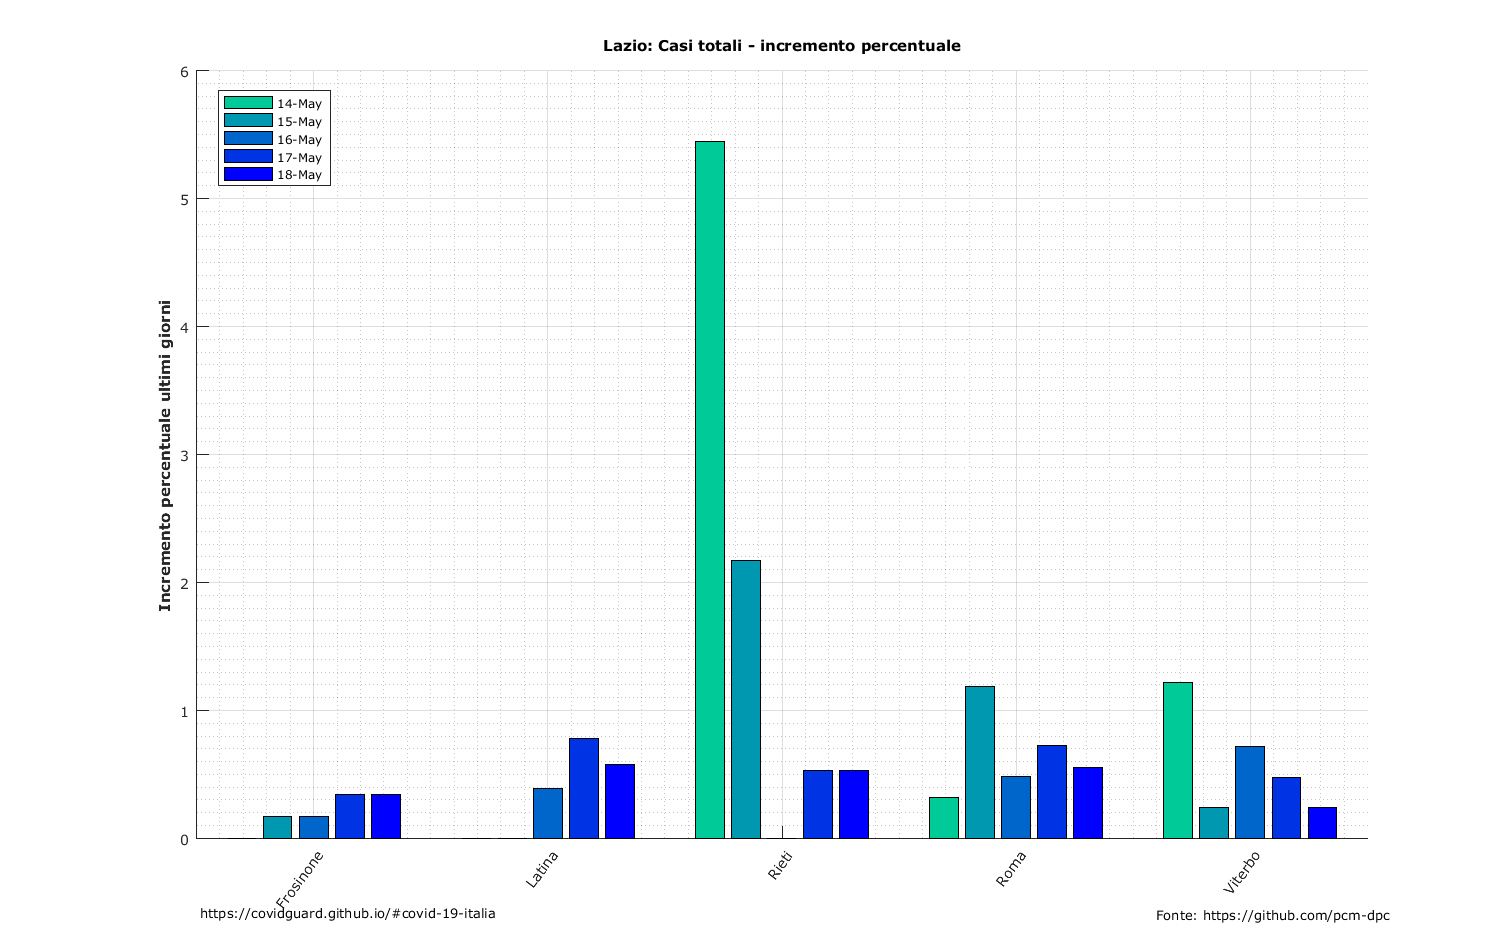 Lazio: Casi totali - incremento percentuale
6
5
4
3
2
1
0
Incremento percentuale ultimi giorni
14-May
15-May
16-May
17-May
18-May
Frosinone
Latina
Rieti
Roma
Viterbo
https://covidguard.github.io/#covid-19-italia
Fonte: https://github.com/pcm-dpc